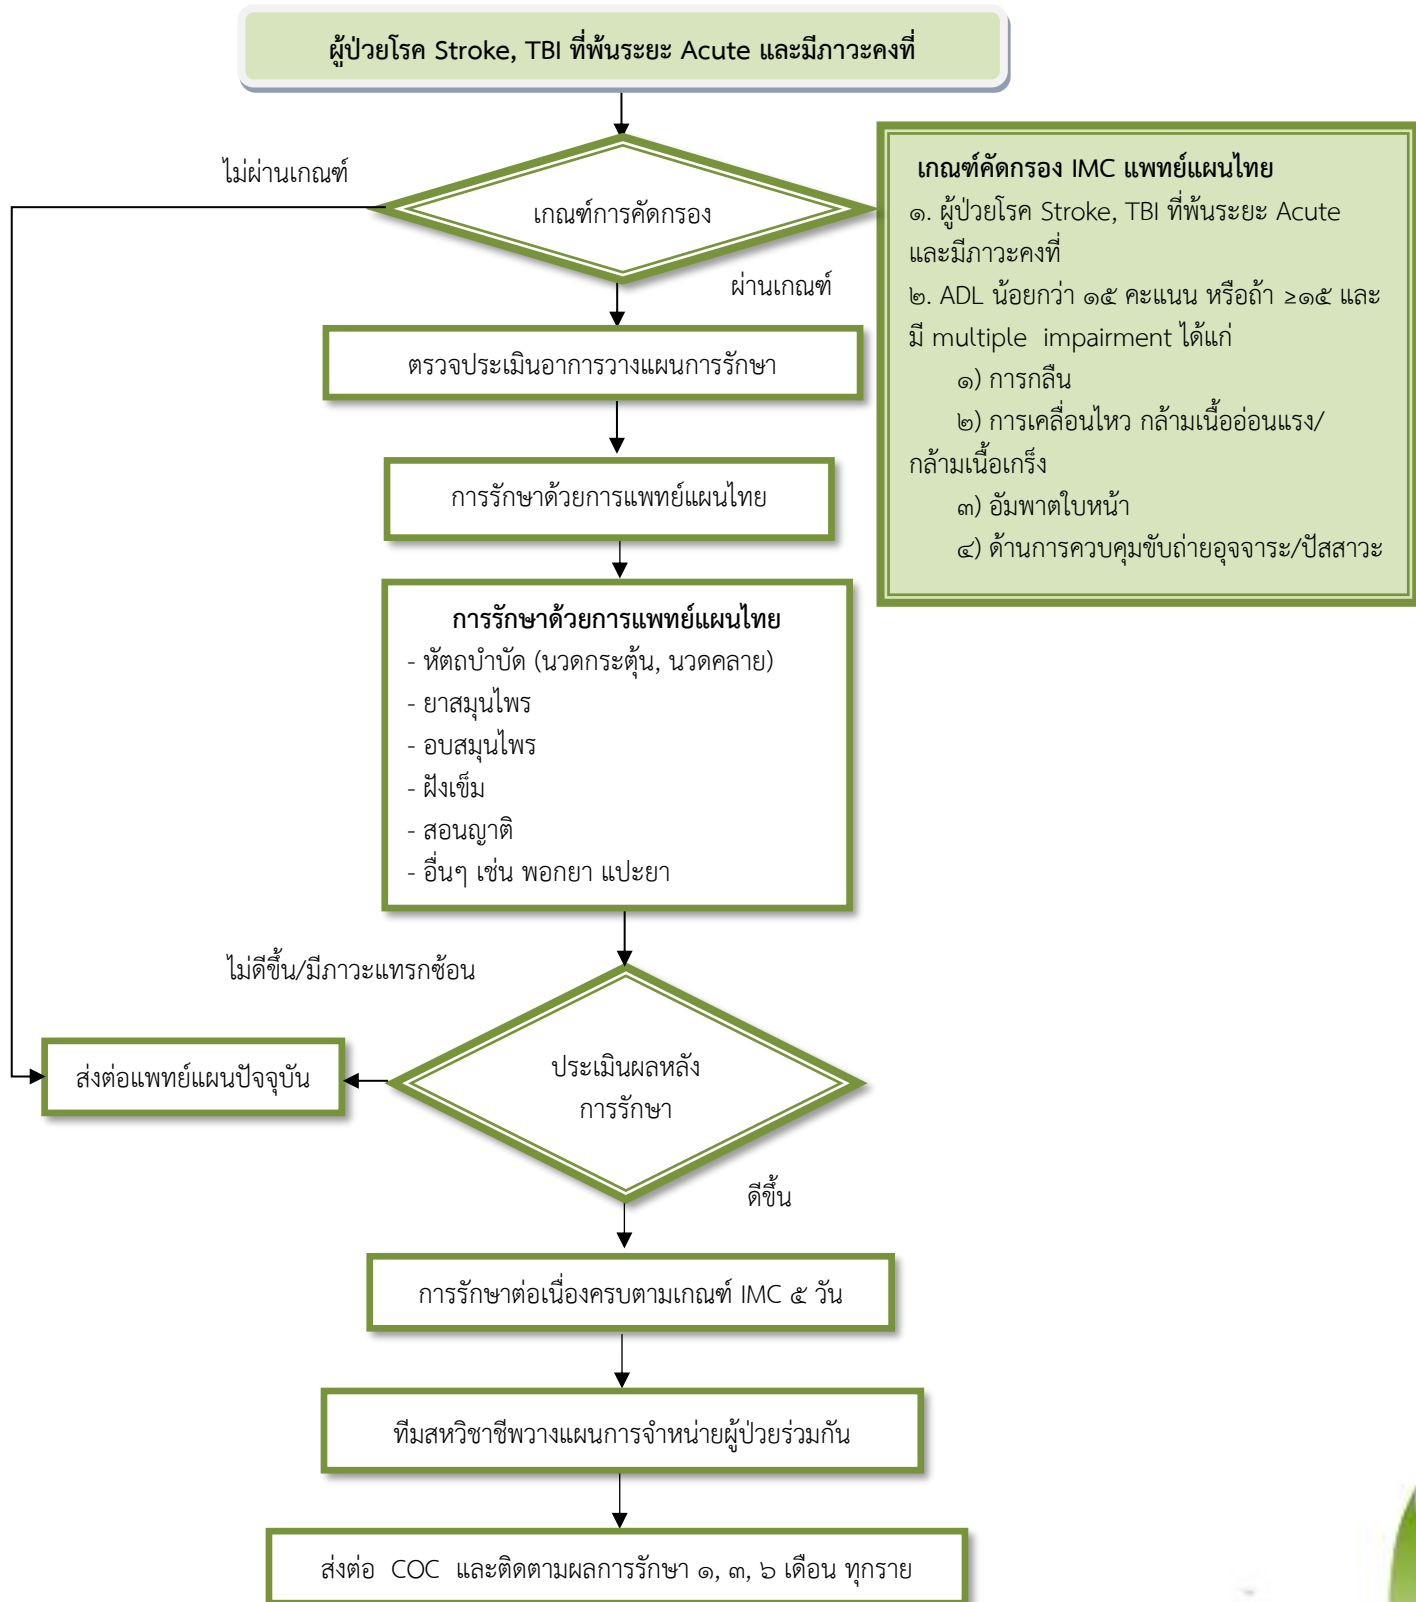 ผู้ป่วยโรค Stroke, TBI ที่พ้นระยะ Acute และมีภาวะคงที่
ไม่ผ่านเกณฑ์
เกณฑ์การคัดกรอง
ผ่านเกณฑ์
เกณฑ์คัดกรอง IMC แพทย์แผนไทย
๑. ผู้ป่วยโรค Stroke, TBI ที่พ้นระยะ Acute
และมีภาวะคงที่
๒. ADL น้อยกว่า ๑๕ คะแนน หรือถ้า ≥๑๕ และ
มี multiple impairment ได้แก่
๑) การกลืน
๒) การเคลื่อนไหว กล้ามเนื้ออ่อนแรง/
กล้ามเนื้อเกร็ง
๓) อัมพาตใบหน้า
๔) ด้านการควบคุมขับถ่ายอุจจาระ/ปัสสาวะ
ตรวจประเมินอาการวางแผนการรักษา
การรักษาด้วยการแพทย์แผนไทย
การรักษาด้วยการแพทย์แผนไทย
- หัตถบำบัด (นวดกระตุ้น, นวดคลาย)
- ยาสมุนไพร
- อบสมุนไพร
- ฝังเข็ม
- สอนญาติ
- อื่นๆ เช่น พอกยา แปะยา
ไม่ดีขึ้น/มีภาวะแทรกซ้อน
ส่งต่อแพทย์แผนปัจจุบัน
ประเมินผลหลัง
การรักษา
ดีขึ้น
การรักษาต่อเนื่องครบตามเกณฑ์ IMC ๕ วัน
ทีมสหวิชาชีพวางแผนการจำหน่ายผู้ป่วยร่วมกัน
ส่งต่อ COC และติดตามผลการรักษา ๑, ๓, ๖ เดือน ทุกราย